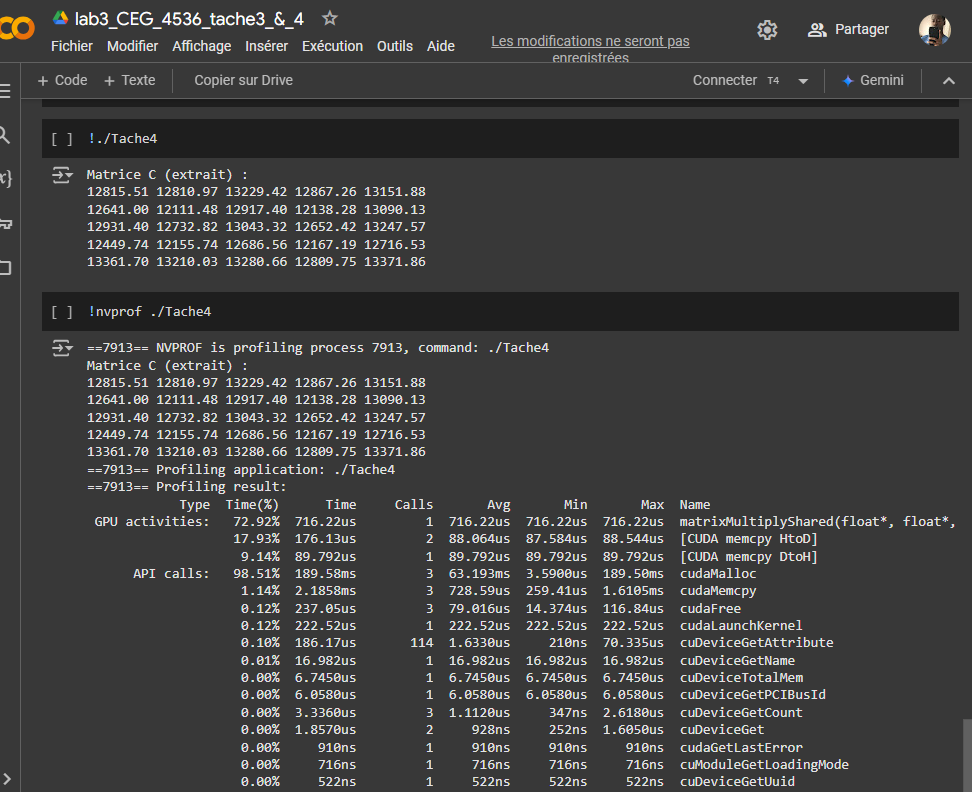 lab3_CEG_4536_tache3_&_4
Fichier Modifier Affichage Insérer Exécution Outils Aide
Les modifications ne seront pas enregistrées
Partager
+ Code + Texte Copier sur Drive
Connecter T4 Gemini
[ ] !./Tache4
Matrice C (extrait) :
12815.51 12810.97 13229.42 12867.26 13151.88
12641.00 12111.48 12917.40 12138.28 13090.13
12931.40 12732.82 13043.32 12652.42 13247.57
12449.74 12155.74 12686.56 12167.19 12716.53
13361.70 13210.03 13280.66 12809.75 13371.86
[ ] !nvprof ./Tache4
==7913== NVPROF is profiling process 7913, command: ./Tache4
Matrice C (extrait) :
12815.51 12810.97 13229.42 12867.26 13151.88
12641.00 12111.48 12917.40 12138.28 13090.13
12931.40 12732.82 13043.32 12652.42 13247.57
12449.74 12155.74 12686.56 12167.19 12716.53
13361.70 13210.03 13280.66 12809.75 13371.86
==7913== Profiling application: ./Tache4
==7913== Profiling result:
Type Time(%) Time Calls Avg Min Max Name
GPU activities: 72.92% 716.22us 1 716.22us 716.22us 716.22us matrixMultiplyShared(float*, float*,
17.93% 176.13us 2 88.064us 87.584us 88.544us [CUDA memcpy HtoD]
9.14% 89.792us 1 89.792us 89.792us 89.792us [CUDA memcpy DtoH]
API calls: 98.51% 189.58ms 3 63.193ms 3.5900us 189.50ms cudaMalloc
1.14% 2.1858ms 3 728.59us 259.41us 1.6105ms cudaMemcpy
0.12% 237.05us 3 79.016us 14.374us 116.84us cudaFree
0.12% 222.52us 1 222.52us 222.52us 222.52us cudaLaunchKernel
0.10% 186.17us 114 1.6330us 210ns 70.335us cuDeviceGetAttribute
0.01% 16.982us 1 16.982us 16.982us 16.982us cuDeviceGetName
0.00% 6.7450us 1 6.7450us 6.7450us 6.7450us cuDeviceTotalMem
0.00% 6.0580us 1 6.0580us 6.0580us 6.0580us cuDeviceGetPCIBusId
0.00% 3.3360us 3 1.1120us 347ns 2.6180us cuDeviceGetCount
0.00% 1.8570us 2 928ns 252ns 1.6050us cuDeviceGet
0.00% 910ns 1 910ns 910ns 910ns cudaGetLastError
0.00% 716ns 1 716ns 716ns 716ns cuModuleGetLoadingMode
0.00% 522ns 1 522ns 522ns 522ns cuDeviceGetUuid